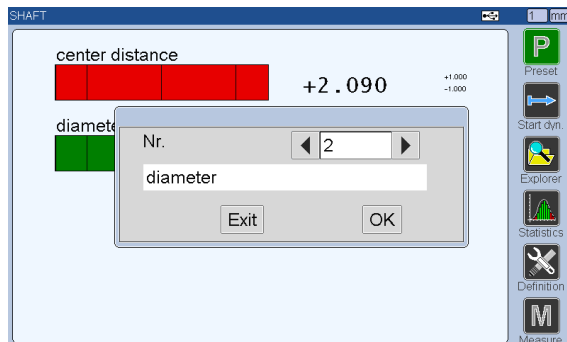 SHAFT
1 mm
center distance
+2.090
+1.000
-1.000
Nr.
2
diameter
Exit
OK
P
Preset
Start dyn.
Explorer
Statistics
Definition
M
Measure